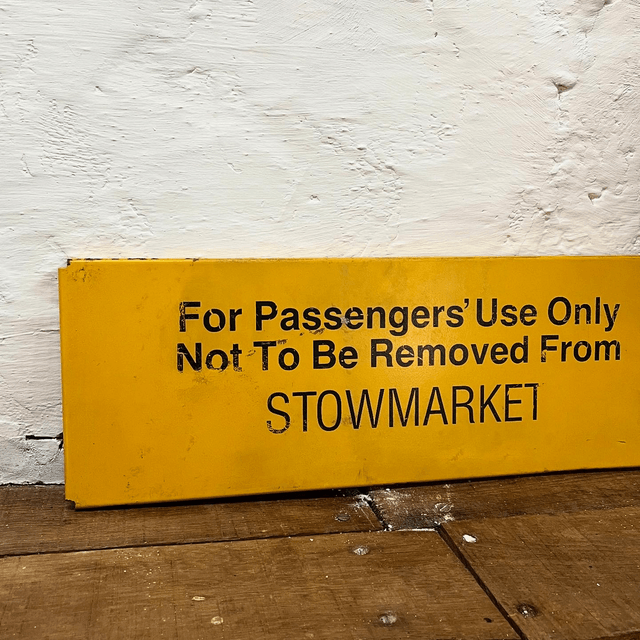 For Passengers' Use Only
Not To Be Removed From
STOWMARKET